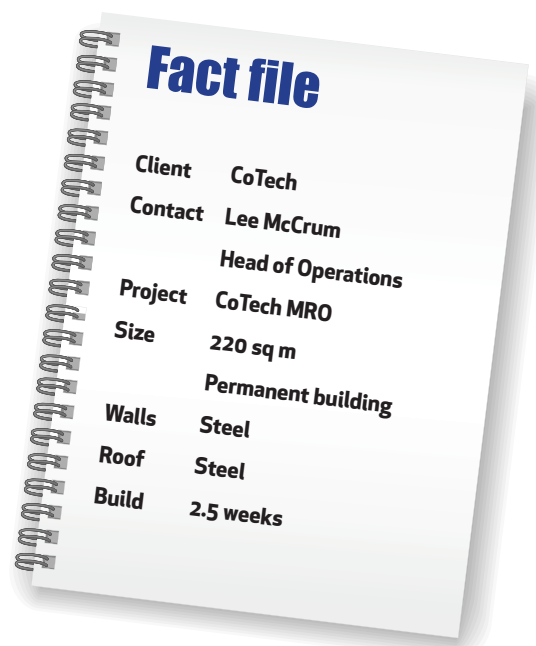 Fact file
Client CoTech
Contact Lee McCrum
Head of Operations
Project CoTech MRO
Size 220 sq m
Permanent building
Walls Steel
Roof Steel
Build 2.5 weeks